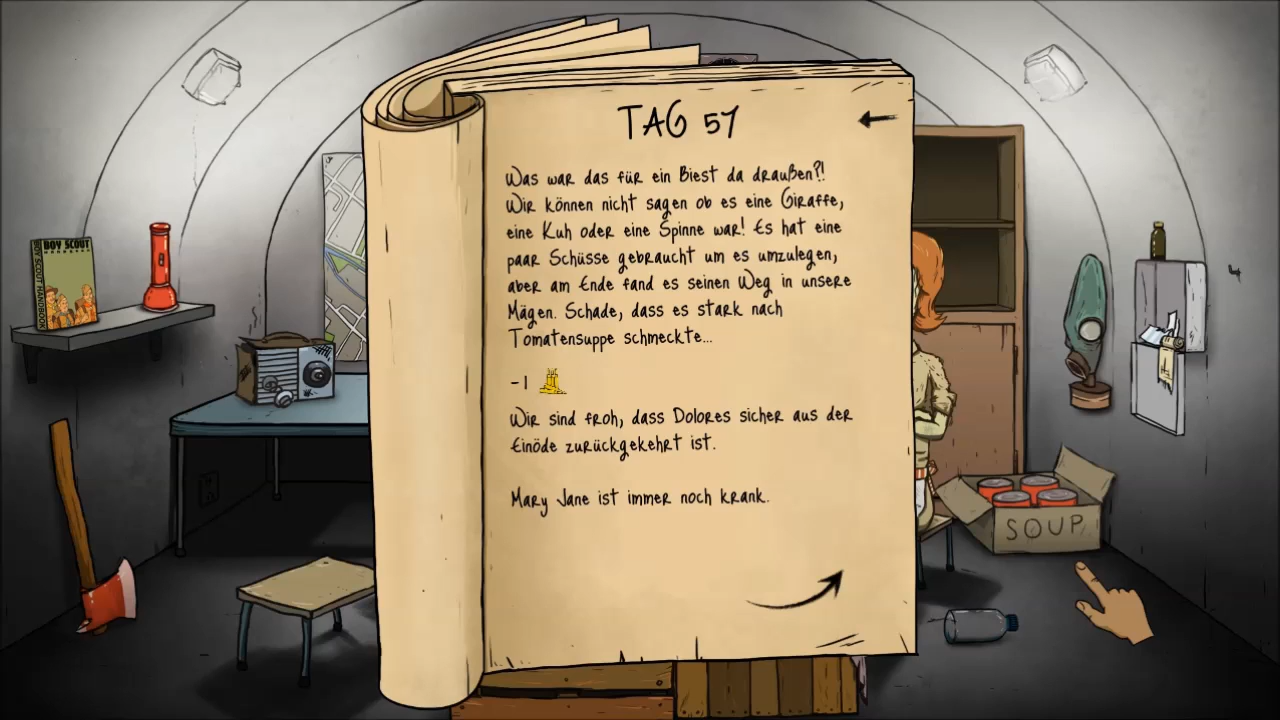 TAG 57
Was war das für ein Biest da draußen?!
Wir können nicht sagen ob es eine Giraffe,
eine Kuh oder eine Spinne war! Es hat eine
paar Schüsse gebraucht um es umzulegen,
aber am Ende fand es seinen Weg in unsere
Mägen. Schade, dass es stark nach
Tomatensuppe schmeckte...
-1
Wir sind froh, dass Dolores sicher aus der
Einöde zurückgekehrt ist.
Mary Jane ist immer noch krank.
BOY SCOUT
BOY SCOUT HANDBOOK
SOUP